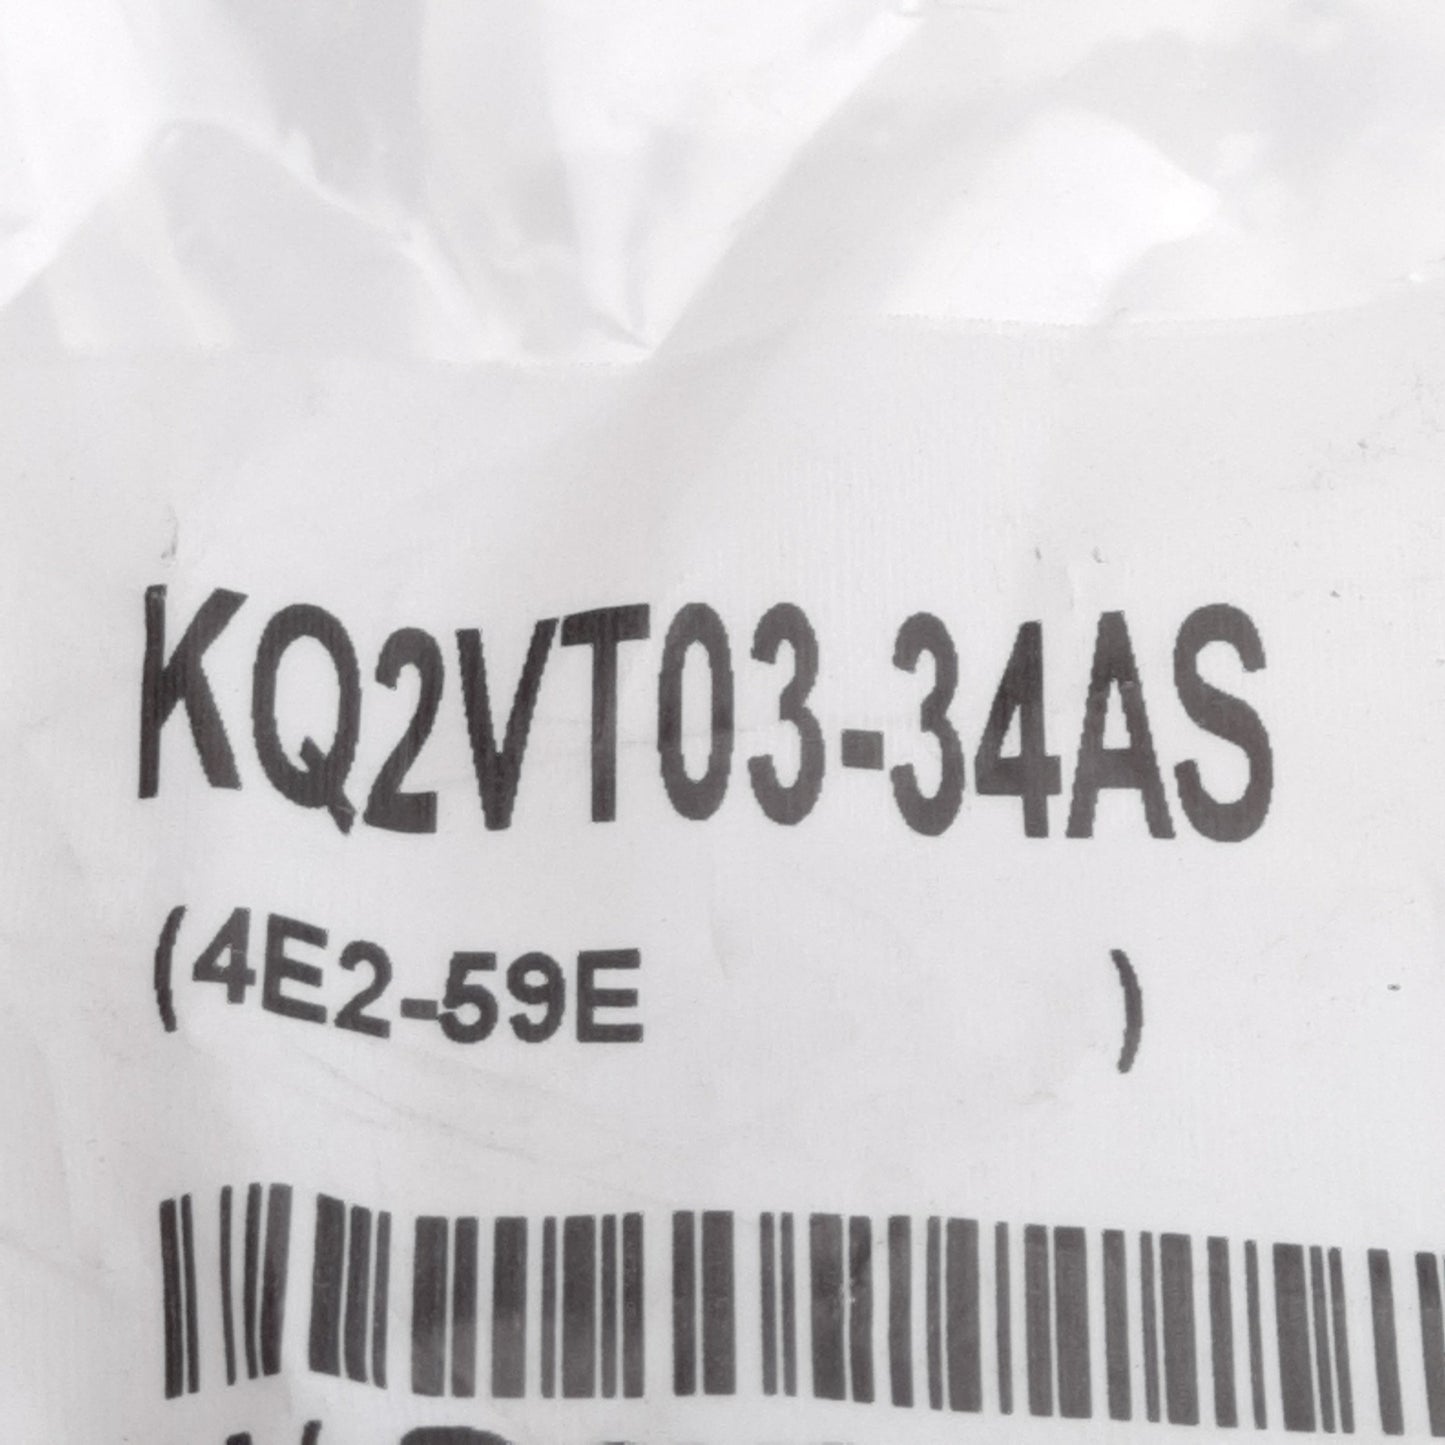 KQ2VT03-34AS
(4E2-59E )